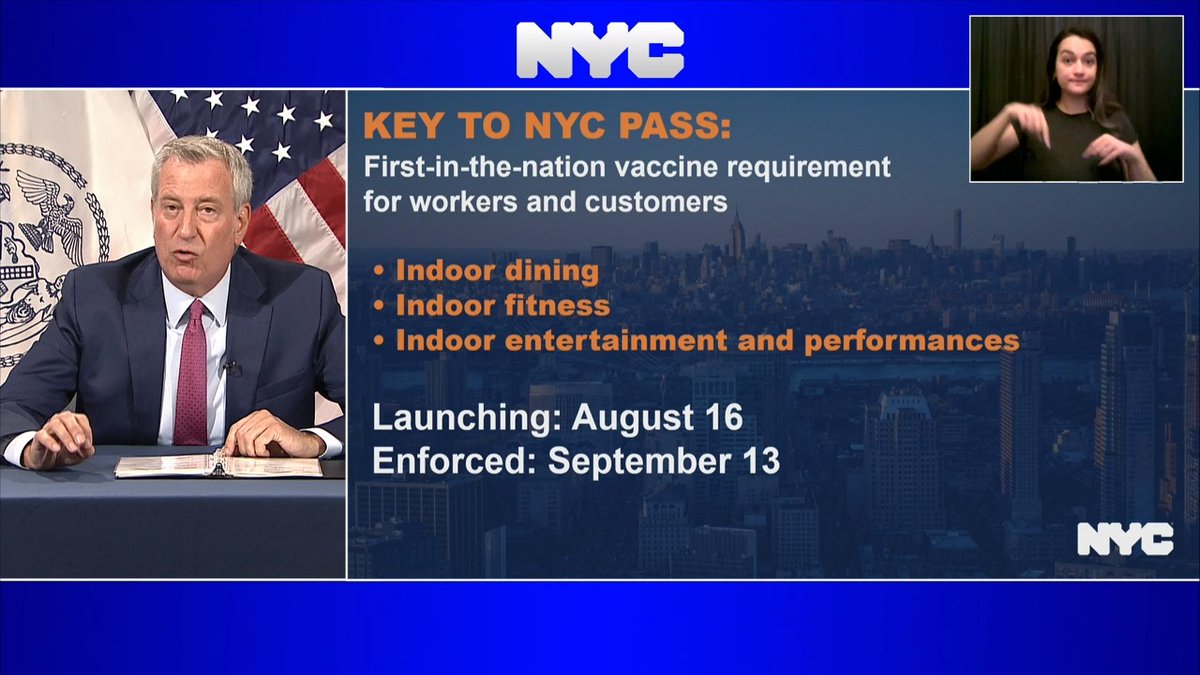 NYC
KEY TO NYC PASS:
First-in-the-nation vaccine requirement
for workers and customers
• Indoor dining
• Indoor fitness
• Indoor entertainment and performances
Launching: August 16
Enforced: September 13
NYC